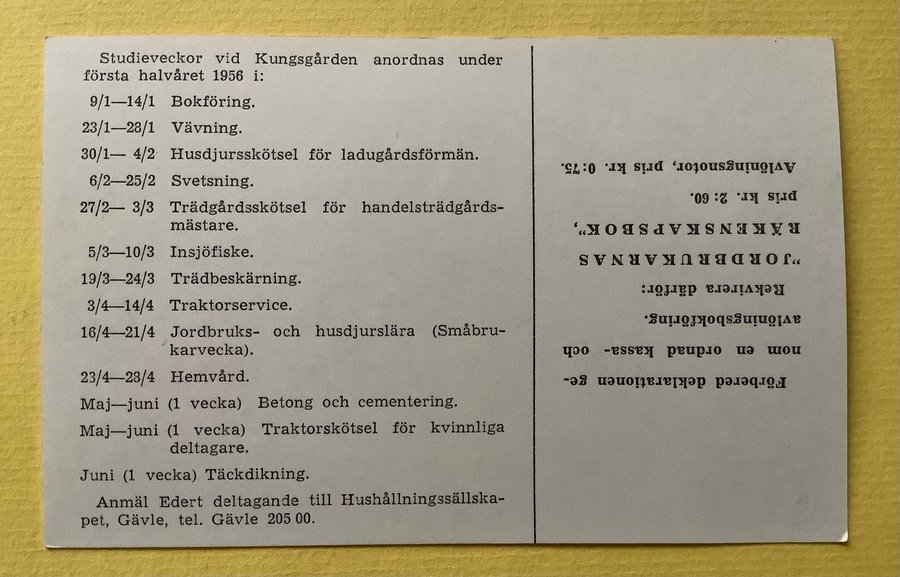 Studieveckor vid Kungsgården anordnas under
första halvåret 1956 i:
9/1—14/1 Bokföring.
23/1—28/1 Vävning.
30/1— 4/2 Husdjursskötsel för ladugårdsförmän.
6/2—25/2 Svetsning.
27/2— 3/3 Trädgårdsskötsel för handelsträdgårds-
mästare.
5/3—10/3 Insjöfiske.
19/3—24/3 Trädbeskärning.
3/4—14/4 Traktorservice.
16/4—21/4 Jordbruks- och husdjurslära (Småbru-
karvecka).
23/4—28/4 Hemvård.
Maj—juni (1 vecka) Betong och cementering.
Maj—juni (1 vecka) Traktorskötsel för kvinnliga
deltagare.
Juni (1 vecka) Täckdikning.
Anmäl Edert deltagande till Hushållningssällska-
pet, Gävle, tel. Gävle 205 00.
Förbered deklarationen ge-
nom en ordnad kassa- och
avlöningsbokföring.
Rekvirera därför:
"JORDBRUKARNAS
RÄKENSKAPSBOK",
pris kr. 2: 60.
Avlöningsnotor, pris kr. 0:75.